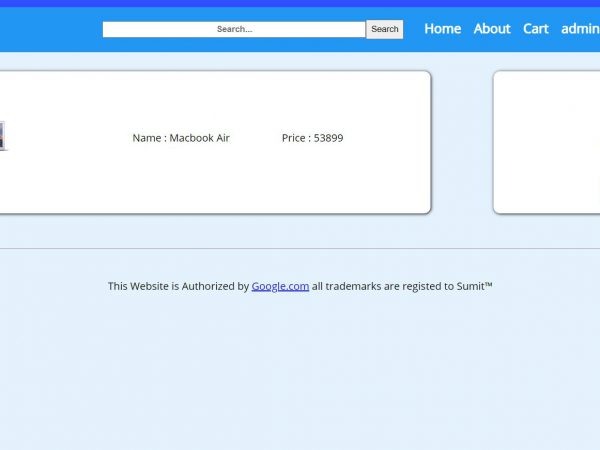 Search... Search Home About Cart admin
Name : Macbook Air Price : 53899
This Website is Authorized by Google.com all trademarks are registed to Sumit™